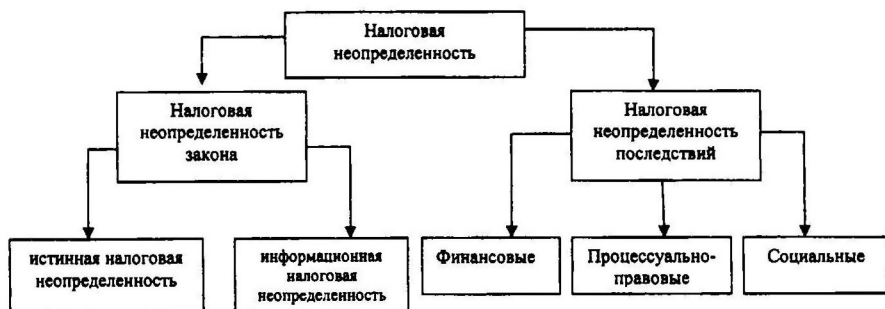 Налоговая
неопределенность
Налоговая
неопределенность
закона
Налоговая
неопределенность
последствий
истинная налоговая
неопределенность
информационная
налоговая
неопределенность
Финансовые
Процессуально-
правовые
Социальные